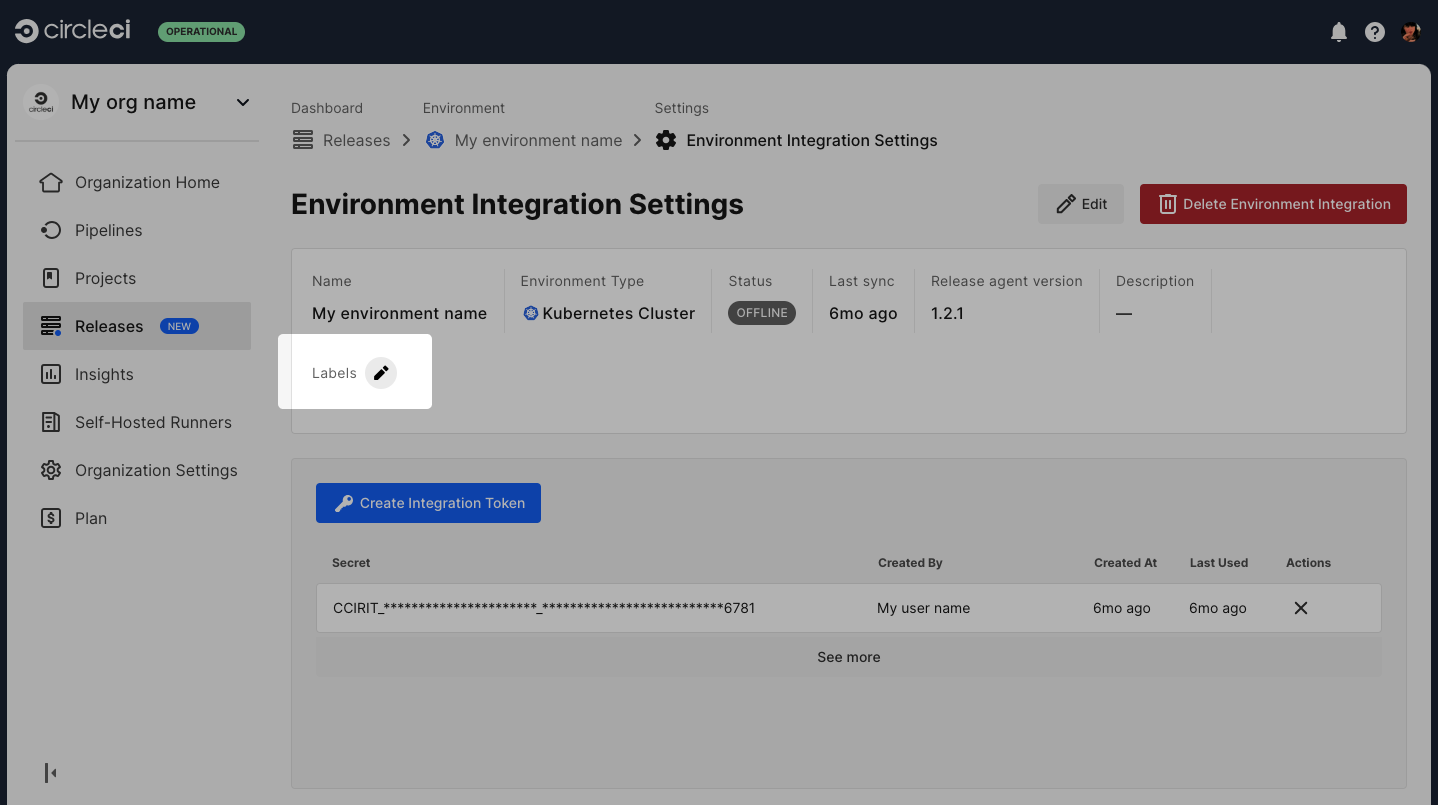 circleci OPERATIONAL
circleci My org name
Dashboard Environment Settings
Releases My environment name Environment Integration Settings
Organization Home
Pipelines
Projects
Releases NEW
Insights
Self-Hosted Runners
Organization Settings
Plan
Environment Integration Settings
Edit Delete Environment Integration
Name Environment Type Status Last sync Release agent version Description
My environment name Kubernetes Cluster OFFLINE 6mo ago 1.2.1 —
Labels
Create Integration Token
Secret Created By Created At Last Used Actions
CCIRIT_**********************_**************************6781 My user name 6mo ago 6mo ago
See more